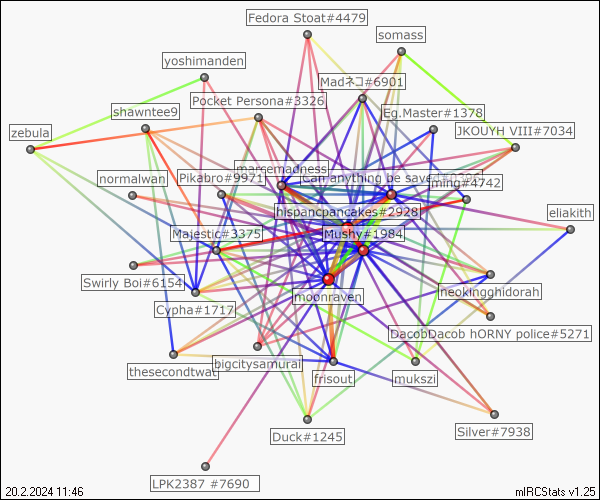 Fedora Stoat#4479
somass
yoshimanden
Madネコ#6901
Pocket Persona#3326
Eg.Master#1378
shawntee9
JKOUYH VIII#7034
zebula
marcemadness
normalwan
Pikabro#9971
can anything be saved
ming#4742
hispancpancakes#2928
eliakith
Majestic#3375
Mushy#1984
Swirly Boi#6154
moonraven
neokingghidorah
Cypha#1717
DacobDacob hORNY police#5271
thesecondtwat
bigcitysamurai
frisout
mukszi
Duck#1245
Silver#7938
LPK2387 #7690
20.2.2024 11:46
mIRCStats v1.25